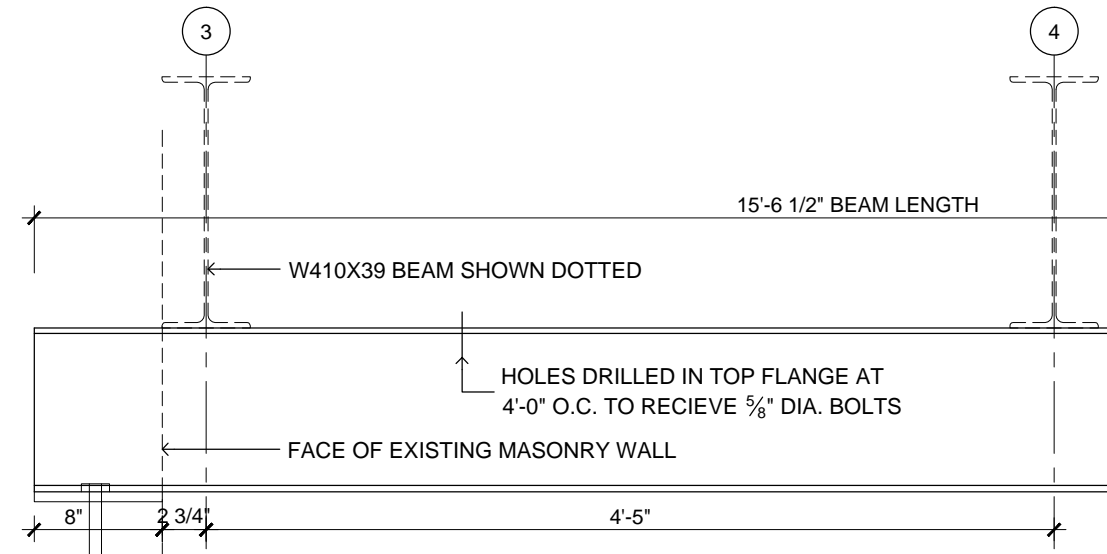 3
4
15'-6 1/2" BEAM LENGTH
W410X39 BEAM SHOWN DOTTED
HOLES DRILLED IN TOP FLANGE AT
4'-0" O.C. TO RECIEVE ⅝" DIA. BOLTS
FACE OF EXISTING MASONRY WALL
8"
2 3/4"
4'-5"